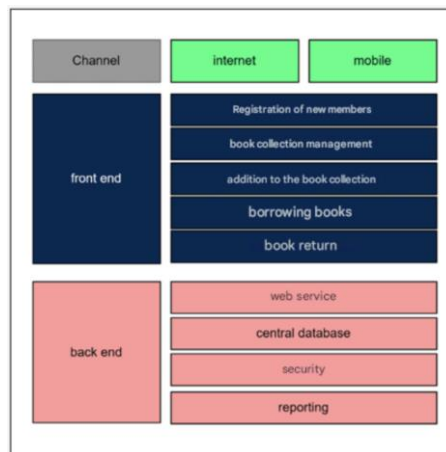 Channel
internet
mobile
front end
Registration of new members
book collection management
addition to the book collection
borrowing books
book return
back end
web service
central database
security
reporting